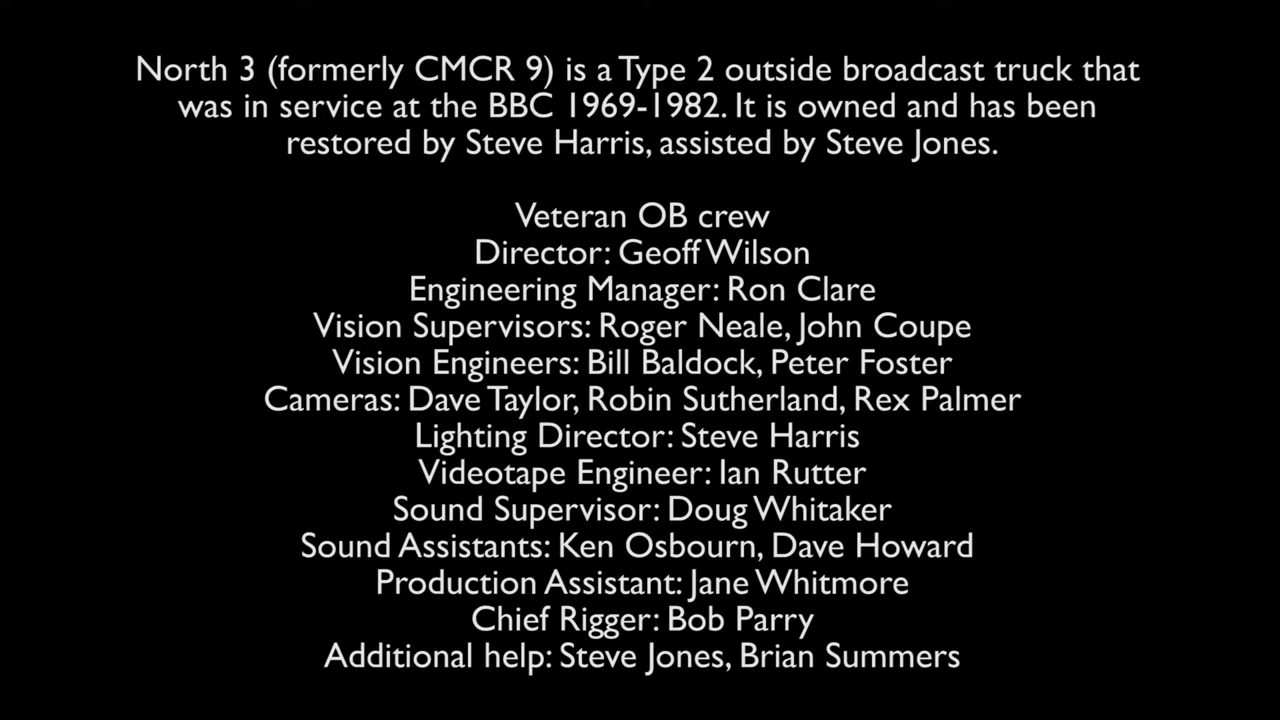 North 3 (formerly CMCR 9) is a Type 2 outside broadcast truck that
was in service at the BBC 1969-1982. It is owned and has been
restored by Steve Harris, assisted by Steve Jones.
Veteran OB crew
Director: Geoff Wilson
Engineering Manager: Ron Clare
Vision Supervisors: Roger Neale, John Coupe
Vision Engineers: Bill Baldock, Peter Foster
Cameras: Dave Taylor, Robin Sutherland, Rex Palmer
Lighting Director: Steve Harris
Videotape Engineer: Ian Rutter
Sound Supervisor: Doug Whitaker
Sound Assistants: Ken Osbourn, Dave Howard
Production Assistant: Jane Whitmore
Chief Rigger: Bob Parry
Additional help: Steve Jones, Brian Summers